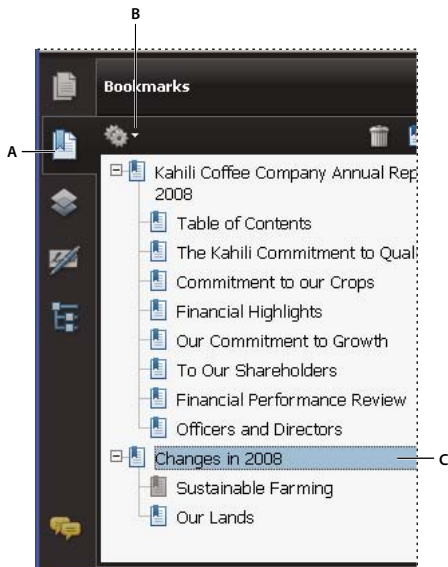 B
Bookmarks
A
Kahili Coffee Company Annual Rep
2008
Table of Contents
The Kahili Commitment to Qual
Commitment to our Crops
Financial Highlights
Our Commitment to Growth
To Our Shareholders
Financial Performance Review
Officers and Directors
Changes in 2008
C
Sustainable Farming
Our Lands